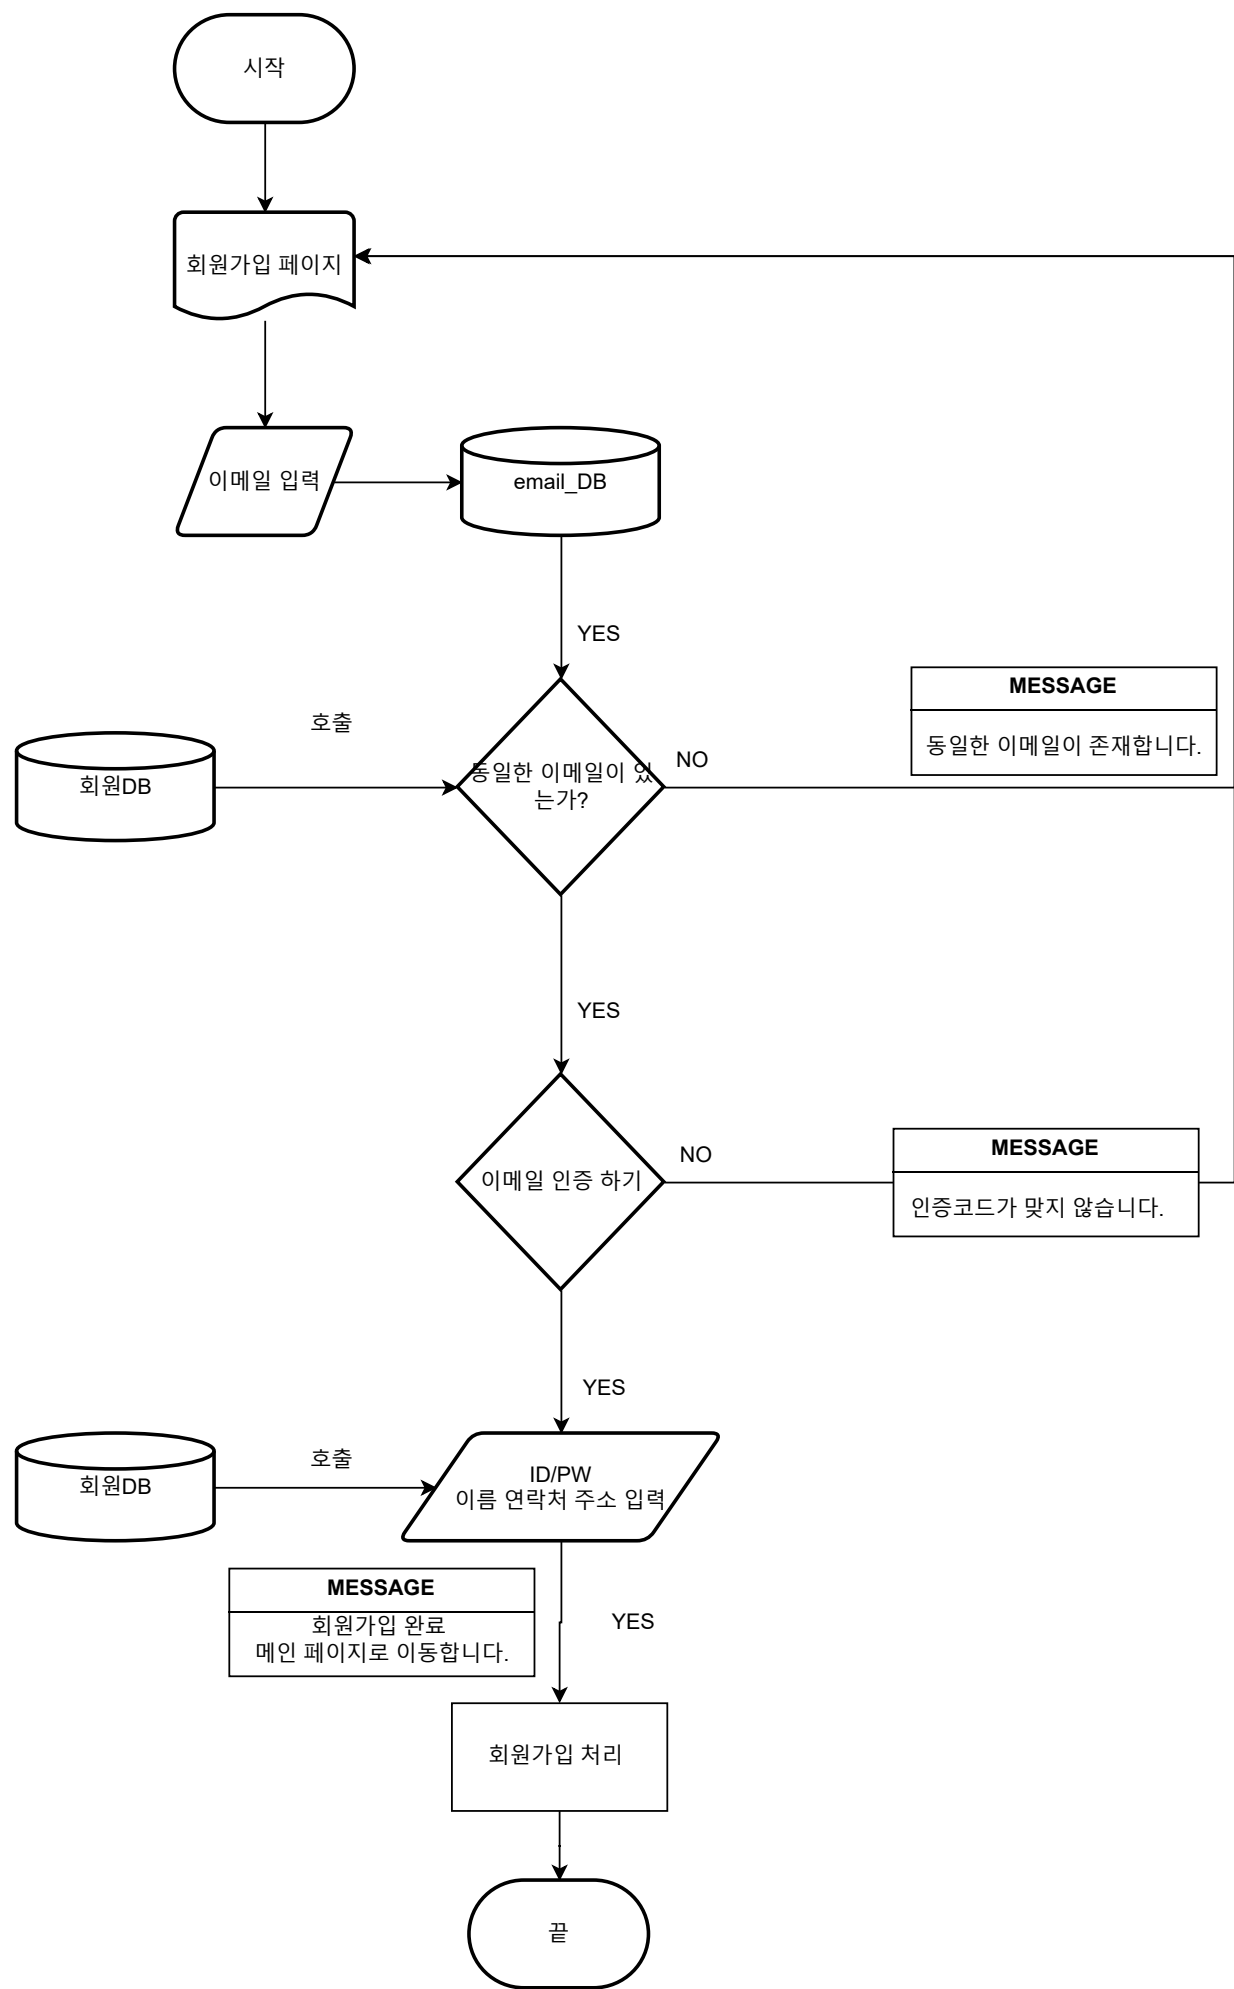 시작
회원가입 페이지
이메일 입력
email_DB
YES
호출
회원DB
동일한 이메일이 있
는가?
NO
MESSAGE
동일한 이메일이 존재합니다.
YES
이메일 인증 하기
NO
MESSAGE
인증코드가 맞지 않습니다.
YES
호출
회원DB
ID/PW
이름 연락처 주소 입력
MESSAGE
회원가입 완료
메인 페이지로 이동합니다.
YES
회원가입 처리
끝